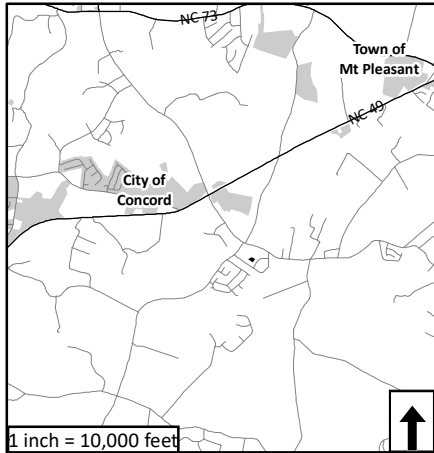 NC 73
Town of
Mt Pleasant
NC 49
City of
Concord
1 inch = 10,000 feet